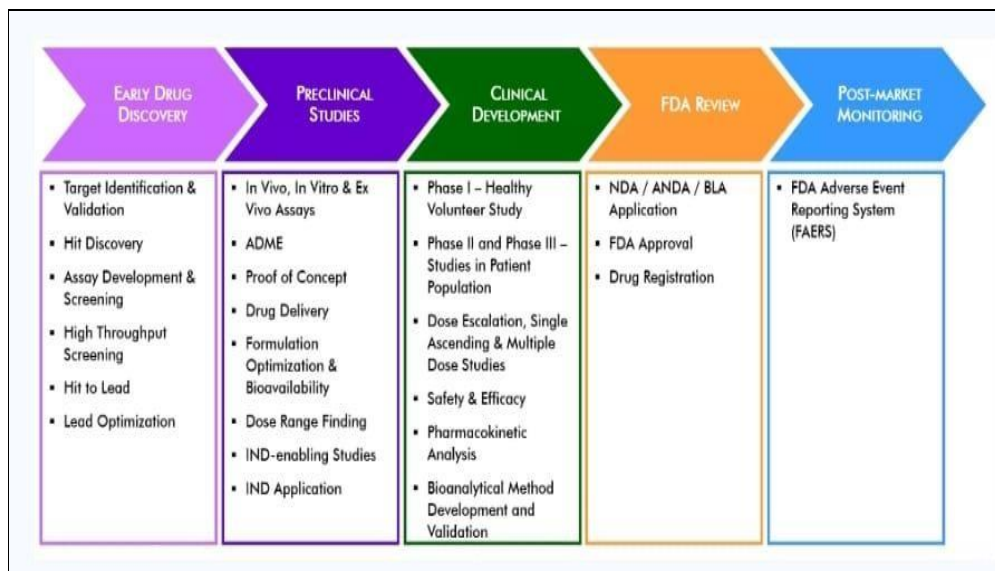 EARLY DRUG
DISCOVERY
PRECLINICAL
STUDIES
CLINICAL
DEVELOPMENT
FDA REVIEW
POST-MARKET
MONITORING
▪ Target Identification &
Validation
▪ Hit Discovery
▪ Assay Development &
Screening
▪ High Throughput
Screening
▪ Hit to Lead
▪ Lead Optimization
▪ In Vivo, In Vitro & Ex
Vivo Assays
▪ ADME
▪ Proof of Concept
▪ Drug Delivery
▪ Formulation
Optimization &
Bioavailability
▪ Dose Range Finding
▪ IND-enabling Studies
▪ IND Application
▪ Phase I – Healthy
Volunteer Study
▪ Phase II and Phase III –
Studies in Patient
Population
▪ Dose Escalation, Single
Ascending & Multiple
Dose Studies
▪ Safety & Efficacy
▪ Pharmacokinetic
Analysis
▪ Bioanalytical Method
Development and
Validation
▪ NDA / ANDA / BLA
Application
▪ FDA Approval
▪ Drug Registration
▪ FDA Adverse Event
Reporting System
(FAERS)